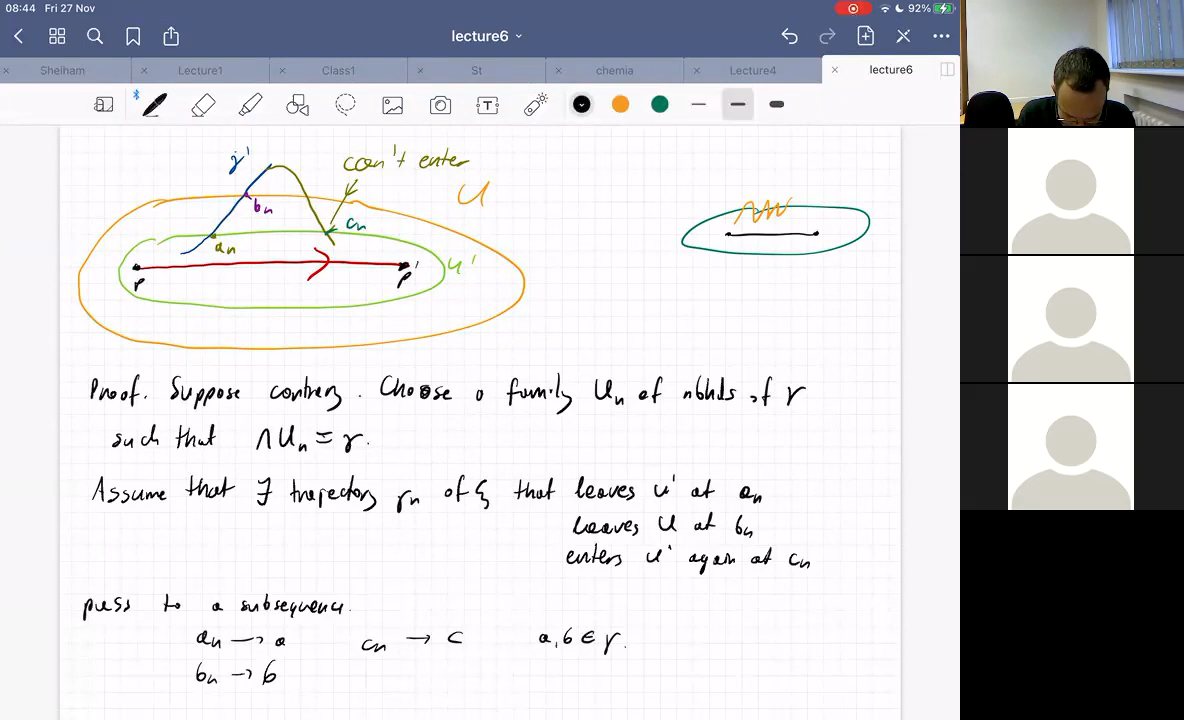 08:44 Fri 27 Nov
92%
lecture6
Sheiham
Lecture1
Class1
St
chemia
Lecture4
lecture6
γ'
can't enter
U
bn
cn
an
U'
p
p'
Proof. Suppose contrary. Choose a family Un of nbhds of γ
such that ∩Un = γ.
Assume that ∃ trajectory γn of ξ that leaves U' at an
leaves U at bn
enters U' again at cn
pass to a subsequence.
an → a cn → c a, b ∈ γ.
bn → b